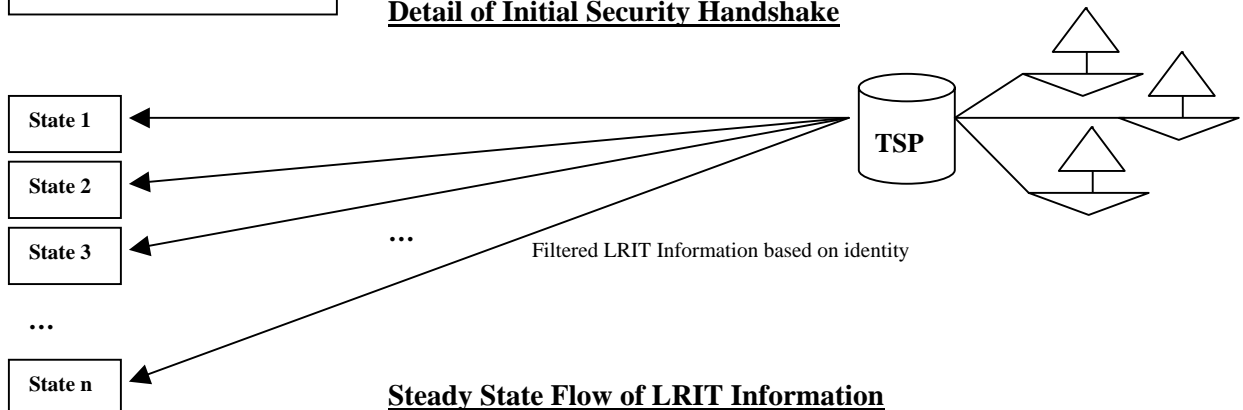 Detail of Initial Security Handshake
State 1
TSP
State 2
State 3
...
Filtered LRIT Information based on identity
...
State n
Steady State Flow of LRIT Information